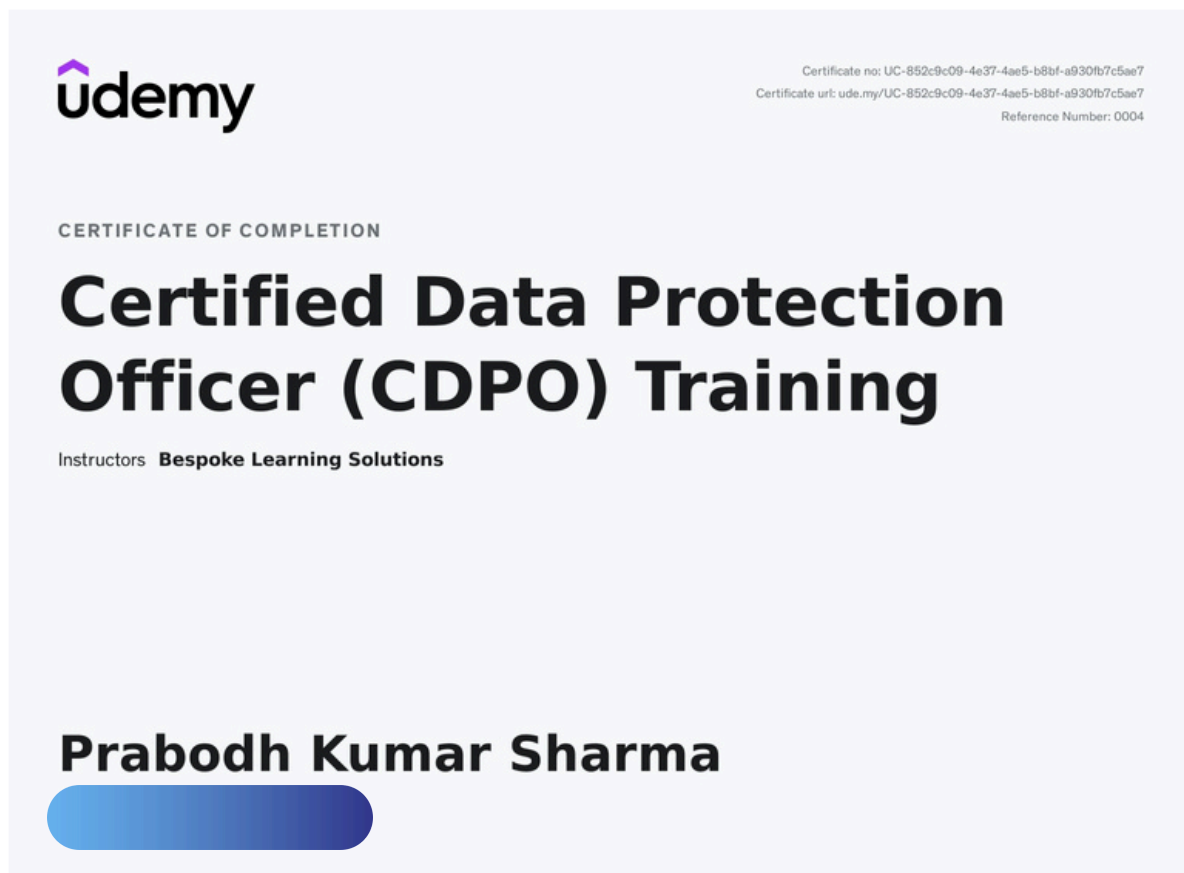 udemy
Certificate no: UC-852c9c09-4e37-4ae5-b8bf-a930fb7c5ae7
Certificate url: ude.my/UC-852c9c09-4e37-4ae5-b8bf-a930fb7c5ae7
Reference Number: 0004
CERTIFICATE OF COMPLETION
Certified Data Protection
Officer (CDPO) Training
Instructors Bespoke Learning Solutions
Prabodh Kumar Sharma